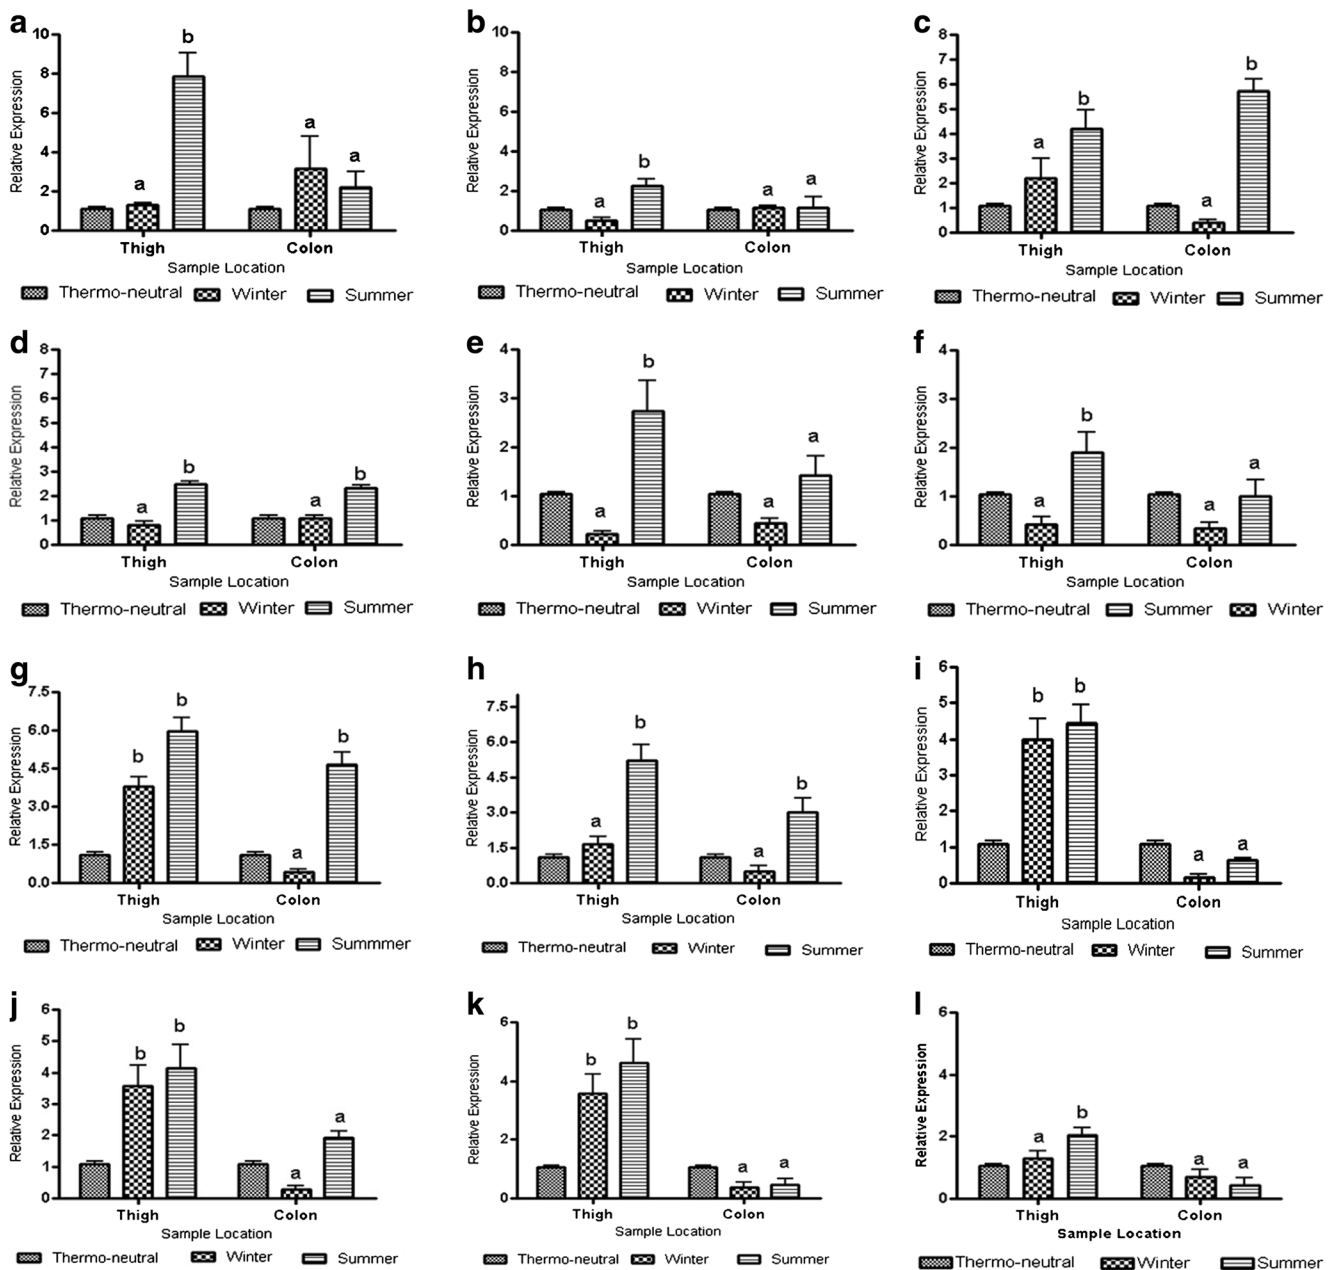 a
10
8
6
4
2
0
Relative Expression
b
a
a
a
Thigh Colon
Sample Location
Thermo-neutral Winter Summer
b
10
8
6
4
2
0
Relative Expression
a
b
a
a
Thigh Colon
Sample Location
Thermo-neutral Winter Summer
c
8
7
6
5
4
3
2
1
0
Relative Expression
a
b
a
b
Thigh Colon
Sample Location
Thermo-neutral Winter Summer
d
8
7
6
5
4
3
2
1
0
Relative Expression
a
b
a
b
Thigh Colon
Sample Location
Thermo-neutral Winter Summer
e
4
3
2
1
0
Relative Expression
a
b
a
a
Thigh Colon
Sample Location
Thermo-neutral Winter Summer
f
4
3
2
1
0
Relative Expression
a
b
a
a
Thigh Colon
Sample Location
Thermo-neutral Summer Winter
g
7.5
6.0
4.5
3.0
1.5
0.0
Relative Expression
b
b
a
b
Thigh Colon
Sample Location
Thermo-neutral Winter Summmer
h
7.5
6.0
4.5
3.0
1.5
0.0
Relative Expression
a
b
a
b
Thigh Colon
Sample Location
Thermo-neutral Winter Summer
i
6
5
4
3
2
1
0
Relative Expression
b
b
a
a
Thigh Colon
Sample Location
Thermo-neutral Winter Summer
j
6
5
4
3
2
1
0
Relative Expression
b
b
a
a
Thigh Colon
Sample Location
Thermo-neutral Winter Summer
k
6
4
2
0
Relative Expression
b
b
a
a
Thigh Colon
Sample Location
Thermo-neutral Winter Summer
l
6
4
2
0
Relative Expression
a
b
a
a
Thigh Colon
Sample Location
Thermo-neutral Winter Summer